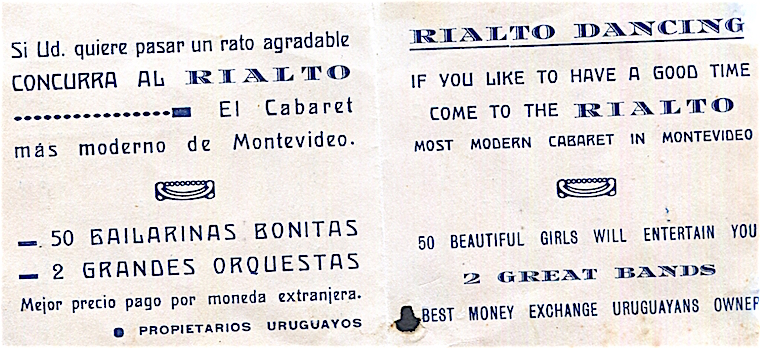 Si Ud. quiere pasar un rato agradable
CONCURRA AL RIALTO
El Cabaret
más moderno de Montevideo.
50 BAILARINAS BONITAS
2 GRANDES ORQUESTAS
Mejor precio pago por moneda extranjera.
PROPIETARIOS URUGUAYOS
RIALTO DANCING
IF YOU LIKE TO HAVE A GOOD TIME
COME TO THE RIALTO
MOST MODERN CABARET IN MONTEVIDEO
50 BEAUTIFUL GIRLS WILL ENTERTAIN YOU
2 GREAT BANDS
BEST MONEY EXCHANGE URUGUAYANS OWNER